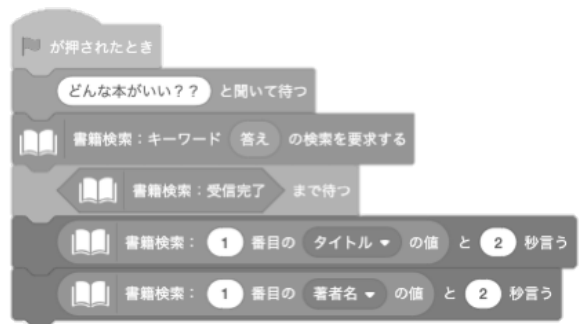 が押されたとき
どんな本がいい?? と聞いて待つ
書籍検索:キーワード 答え の検索を要求する
書籍検索:受信完了 まで待つ
書籍検索: 1 番目の タイトル の値 と 2 秒言う
書籍検索: 1 番目の 著者名 の値 と 2 秒言う